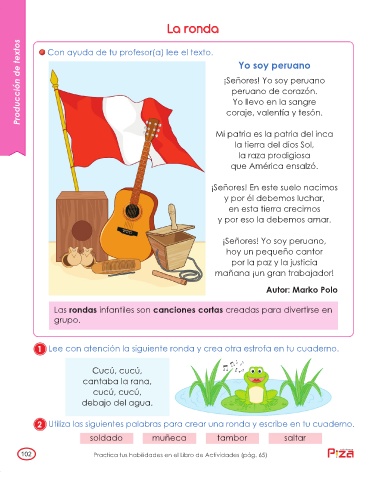 La ronda
Producción de textos
Con ayuda de tu profesor(a) lee el texto.
Yo soy peruano
¡Señores! Yo soy peruano
peruano de corazón.
Yo llevo en la sangre
coraje, valentía y tesón.
Mi patria es la patria del inca
la tierra del dios Sol,
la raza prodigiosa
que América ensalzó.
¡Señores! En este suelo nacimos
y por él debemos luchar,
en esta tierra crecimos
y por eso la debemos amar.
¡Señores! Yo soy peruano,
hoy un pequeño cantor
por la paz y la justicia
mañana ¡un gran trabajador!
Autor: Marko Polo
Las rondas infantiles son canciones cortas creadas para divertirse en
grupo.
1 Lee con atención la siguiente ronda y crea otra estrofa en tu cuaderno.
Cucú, cucú,
cantaba la rana,
cucú, cucú,
debajo del agua.
2 Utiliza las siguientes palabras para crear una ronda y escribe en tu cuaderno.
soldado muñeca tambor saltar
102 Practica tus habilidades en el Libro de Actividades (pág. 65)
Piza